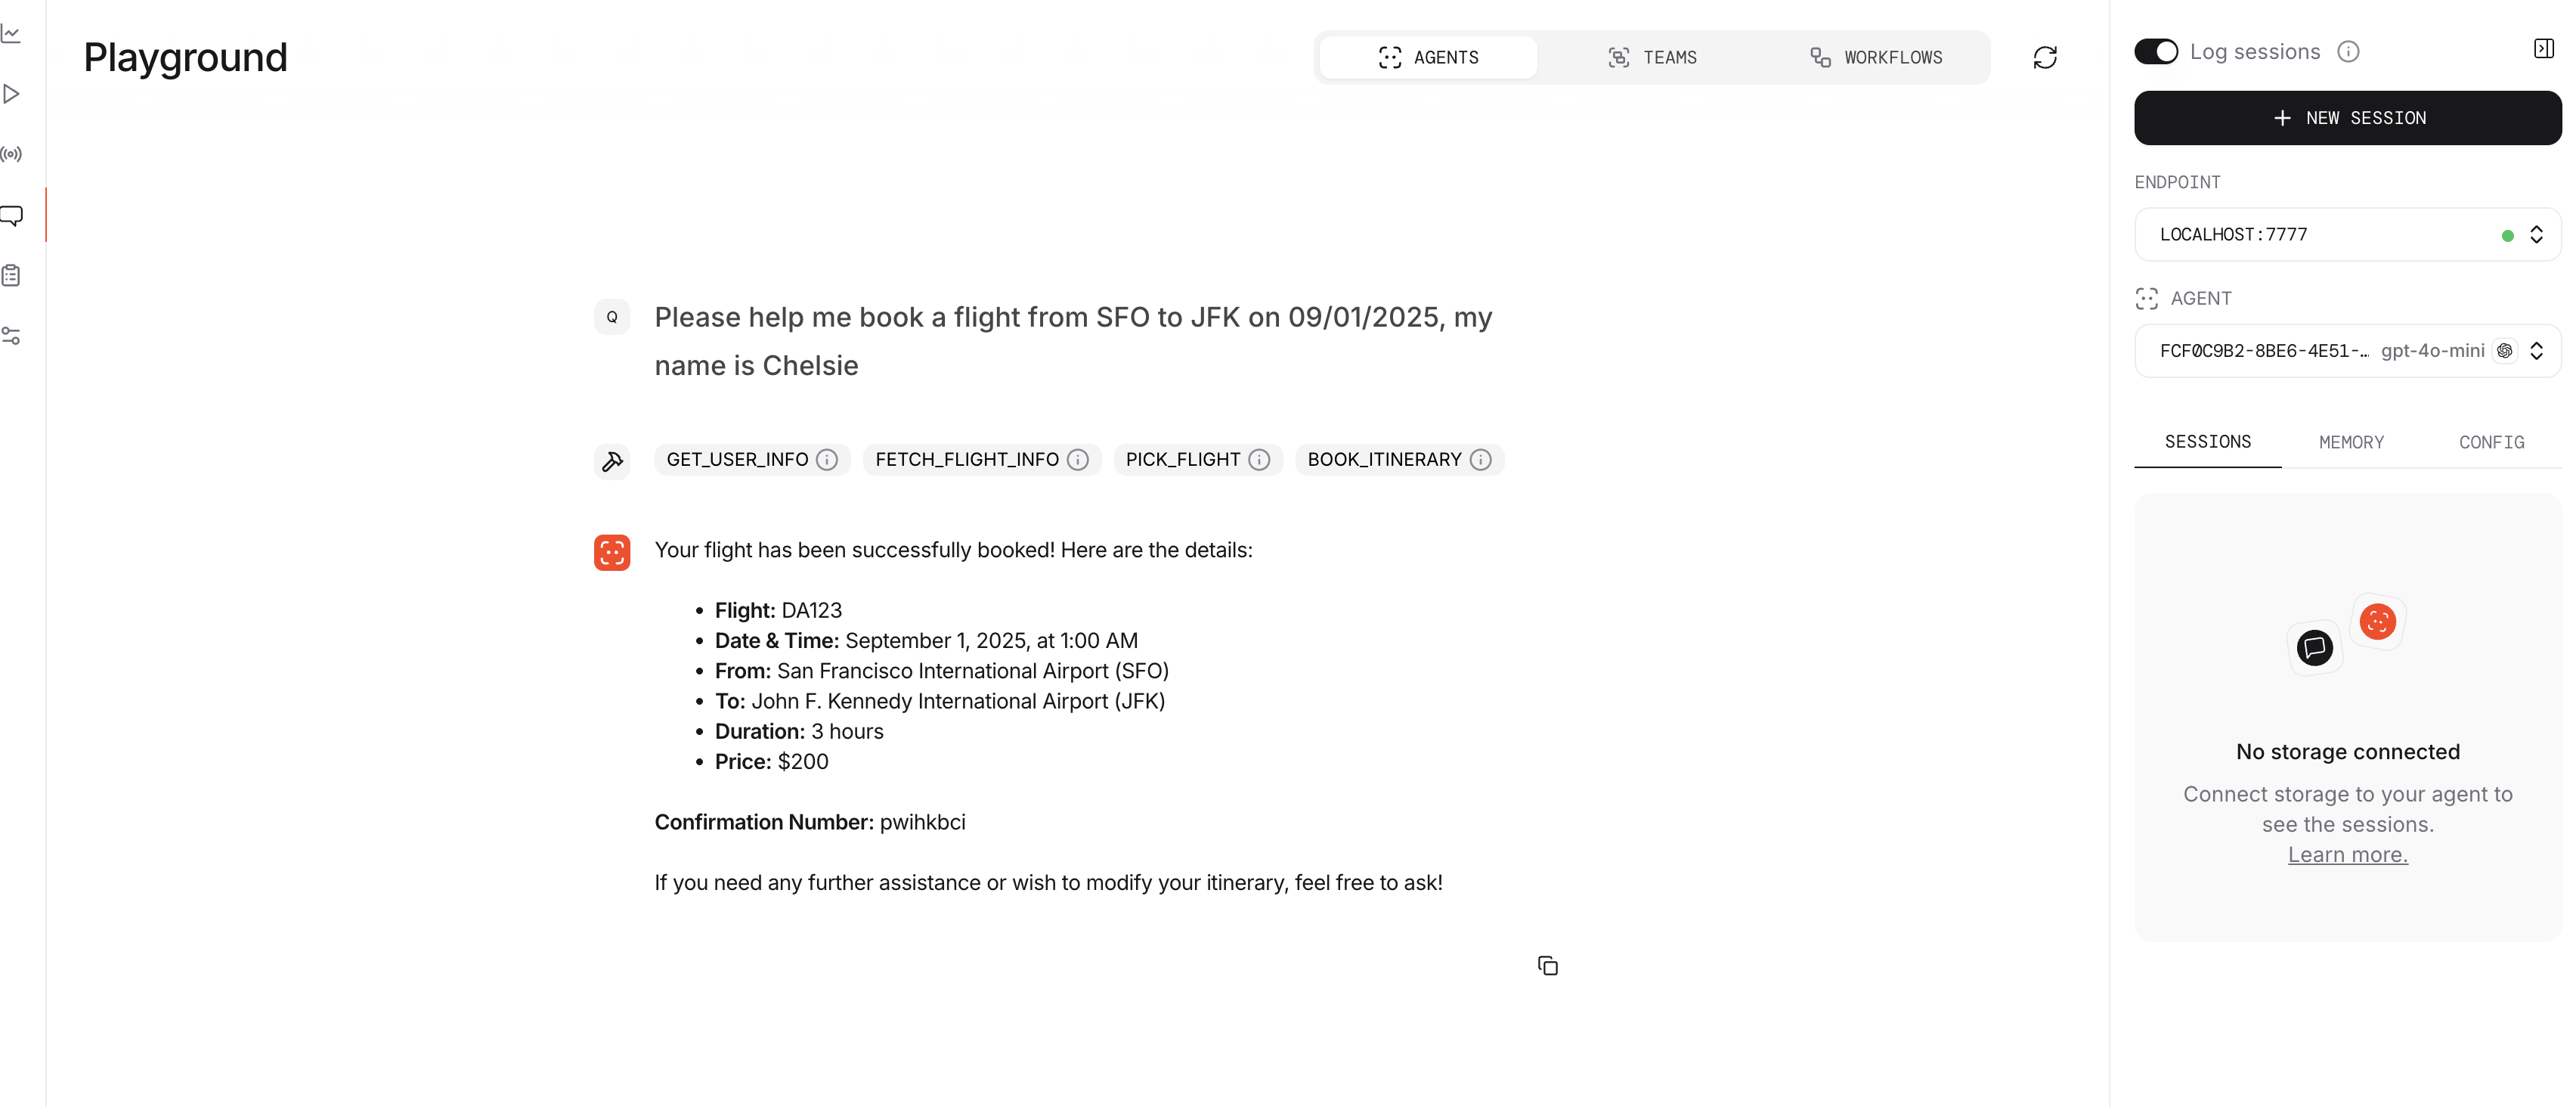 Playground
AGENTS
TEAMS
WORKFLOWS
Log sessions
NEW SESSION
ENDPOINT
LOCALHOST:7777
AGENT
FCF0C9B2-8BE6-4E51-… gpt-4o-mini
SESSIONS
MEMORY
CONFIG
No storage connected
Connect storage to your agent to
see the sessions.
Learn more.
Q
Please help me book a flight from SFO to JFK on 09/01/2025, my
name is Chelsie
GET_USER_INFO
FETCH_FLIGHT_INFO
PICK_FLIGHT
BOOK_ITINERARY
Your flight has been successfully booked! Here are the details:
• Flight: DA123
• Date & Time: September 1, 2025, at 1:00 AM
• From: San Francisco International Airport (SFO)
• To: John F. Kennedy International Airport (JFK)
• Duration: 3 hours
• Price: $200
Confirmation Number: pwihkbci
If you need any further assistance or wish to modify your itinerary, feel free to ask!